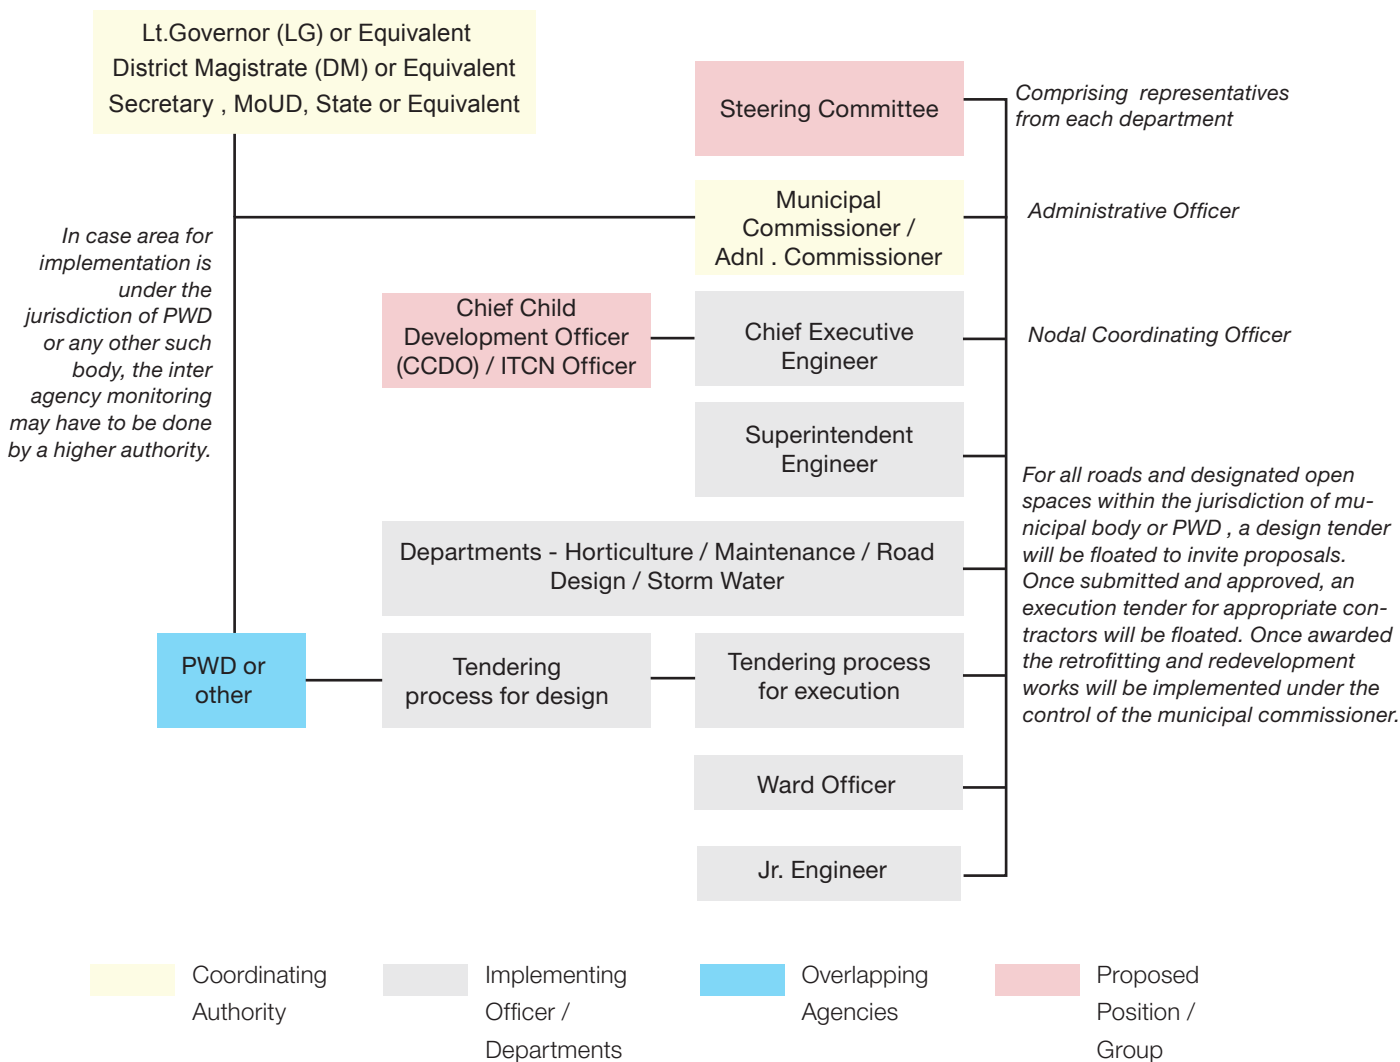 Lt.Governor (LG) or Equivalent
District Magistrate (DM) or Equivalent
Secretary , MoUD, State or Equivalent
Steering Committee
Comprising representatives
from each department
Municipal
Commissioner /
Adnl . Commissioner
Administrative Officer
In case area for
implementation is
under the
jurisdiction of PWD
or any other such
body, the inter
agency monitoring
may have to be done
by a higher authority.
Chief Child
Development Officer
(CCDO) / ITCN Officer
Chief Executive
Engineer
Nodal Coordinating Officer
Superintendent
Engineer
For all roads and designated open
spaces within the jurisdiction of mu-
nicipal body or PWD , a design tender
will be floated to invite proposals.
Once submitted and approved, an
execution tender for appropriate con-
tractors will be floated. Once awarded
the retrofitting and redevelopment
works will be implemented under the
control of the municipal commissioner.
Departments - Horticulture / Maintenance / Road
Design / Storm Water
PWD or
other
Tendering
process for design
Tendering process
for execution
Ward Officer
Jr. Engineer
Coordinating
Authority
Implementing
Officer /
Departments
Overlapping
Agencies
Proposed
Position /
Group